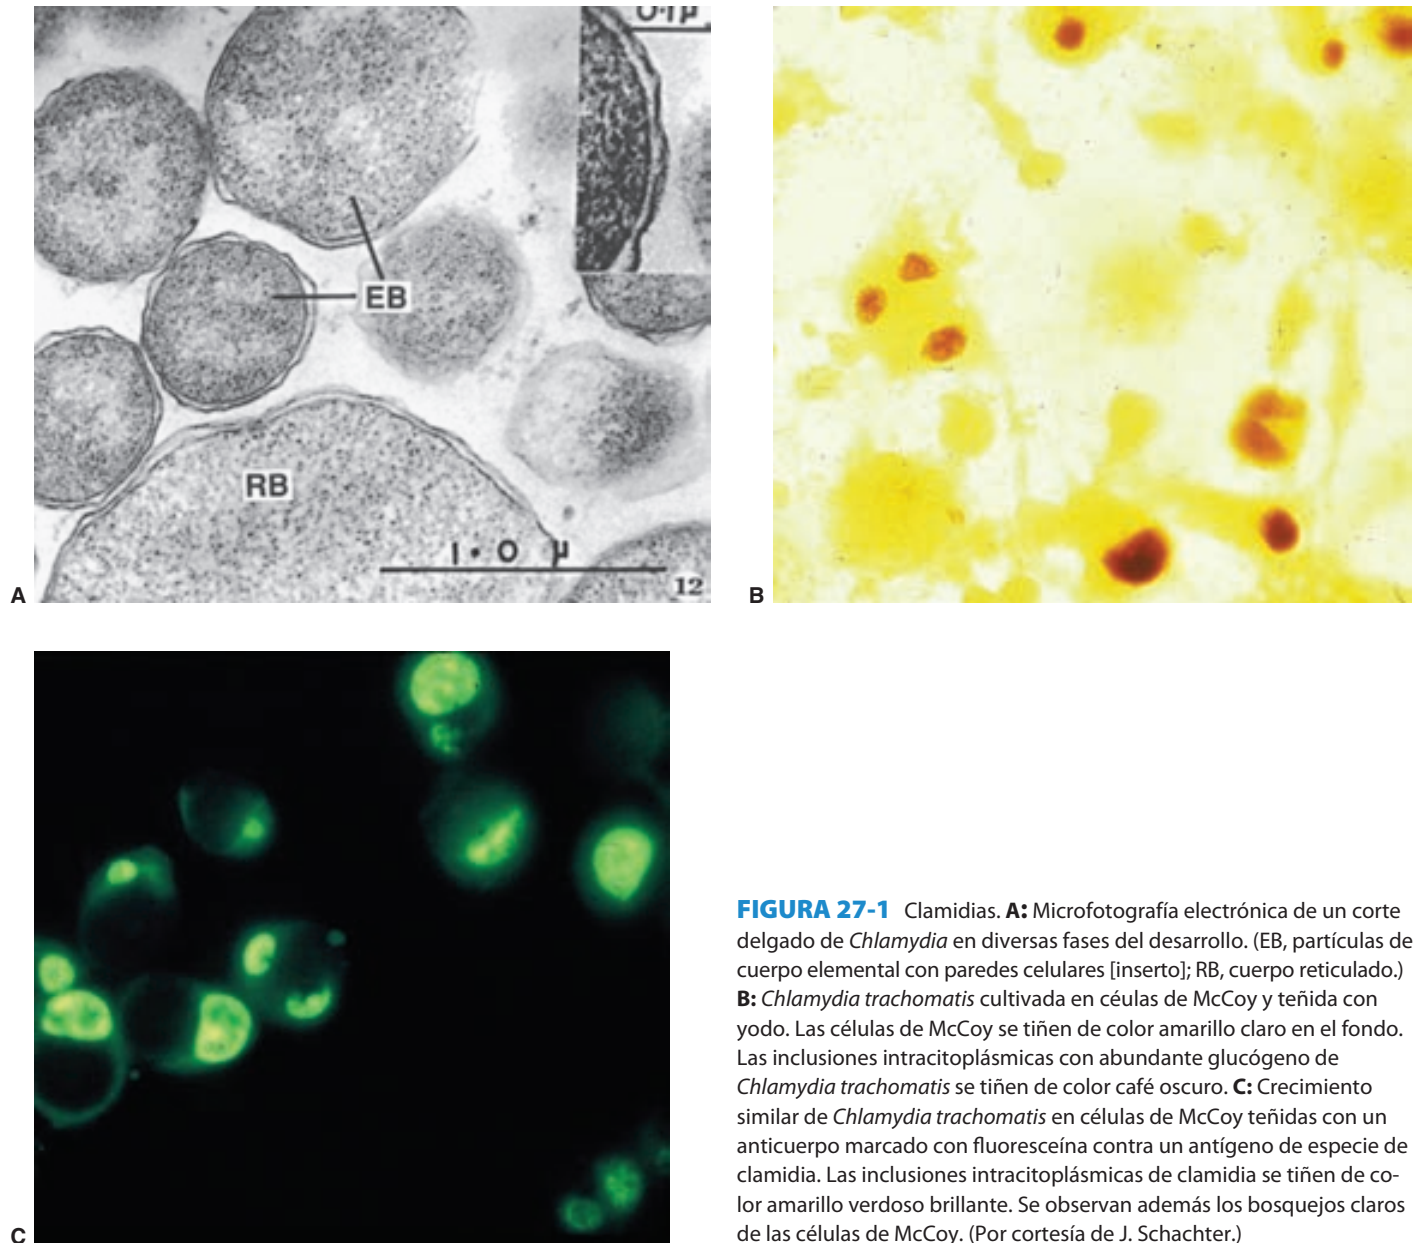 0.1 µ
EB
RB
1.0 µ
12
A
B
C
FIGURA 27-1 Clamidias. A: Microfotografía electrónica de un corte
delgado de Chlamydia en diversas fases del desarrollo. (EB, partículas de
cuerpo elemental con paredes celulares [inserto]; RB, cuerpo reticulado.)
B: Chlamydia trachomatis cultivada en céulas de McCoy y teñida con
yodo. Las células de McCoy se tiñen de color amarillo claro en el fondo.
Las inclusiones intracitoplásmicas con abundante glucógeno de
Chlamydia trachomatis se tiñen de color café oscuro. C: Crecimiento
similar de Chlamydia trachomatis en células de McCoy teñidas con un
anticuerpo marcado con fluoresceína contra un antígeno de especie de
clamidia. Las inclusiones intracitoplásmicas de clamidia se tiñen de co-
lor amarillo verdoso brillante. Se observan además los bosquejos claros
de las células de McCoy. (Por cortesía de J. Schachter.)